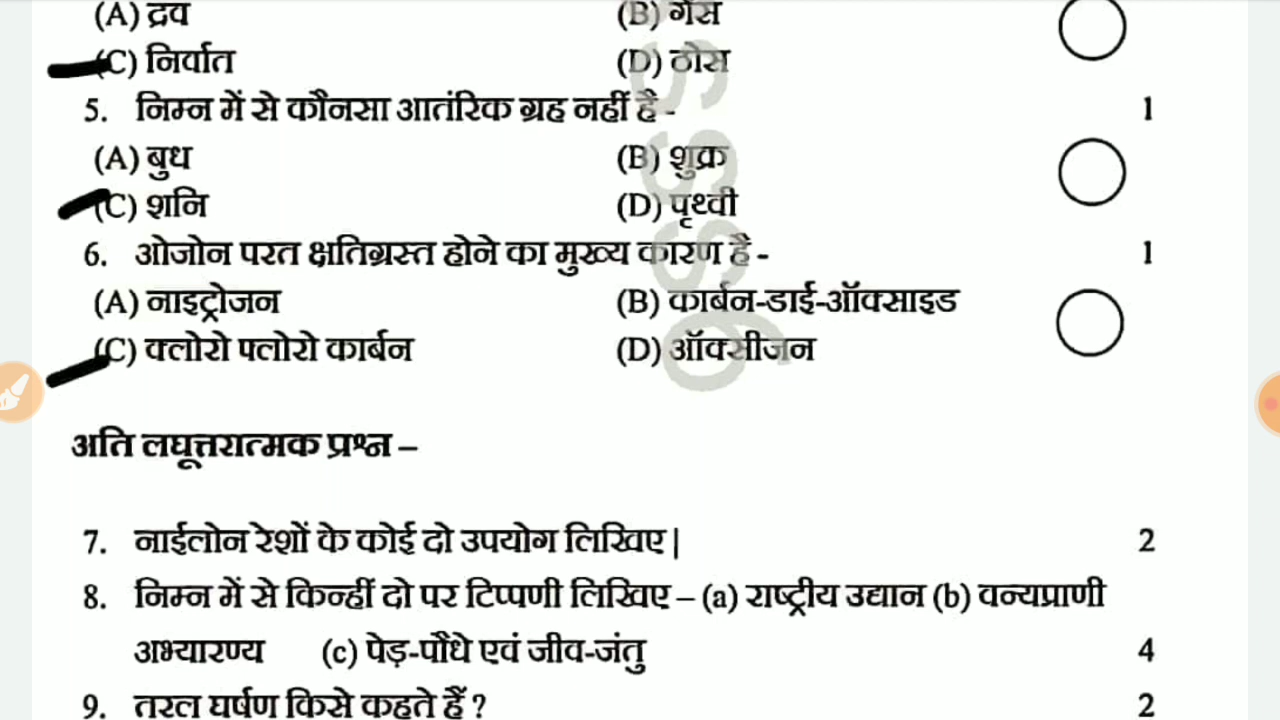 (A) द्रव (B) गैस
(C) निर्वात (D) ठोस
5. निम्न में से कौनसा आतंरिक ग्रह नहीं है - 1
(A) बुध (B) शुक्र
(C) शनि (D) पृथ्वी
6. ओजोन परत क्षतिग्रस्त होने का मुख्य कारण है - 1
(A) नाइट्रोजन (B) कार्बन-डाई-ऑक्साइड
(C) क्लोरो फ्लोरो कार्बन (D) ऑक्सीजन
अति लघूत्तरात्मक प्रश्न –
7. नाईलोन रेशों के कोई दो उपयोग लिखिए | 2
8. निम्न में से किन्हीं दो पर टिप्पणी लिखिए – (a) राष्ट्रीय उद्यान (b) वन्यप्राणी
अभ्यारण्य (c) पेड़-पौधे एवं जीव-जंतु 4
9. तरल घर्षण किसे कहते हैं ? 2